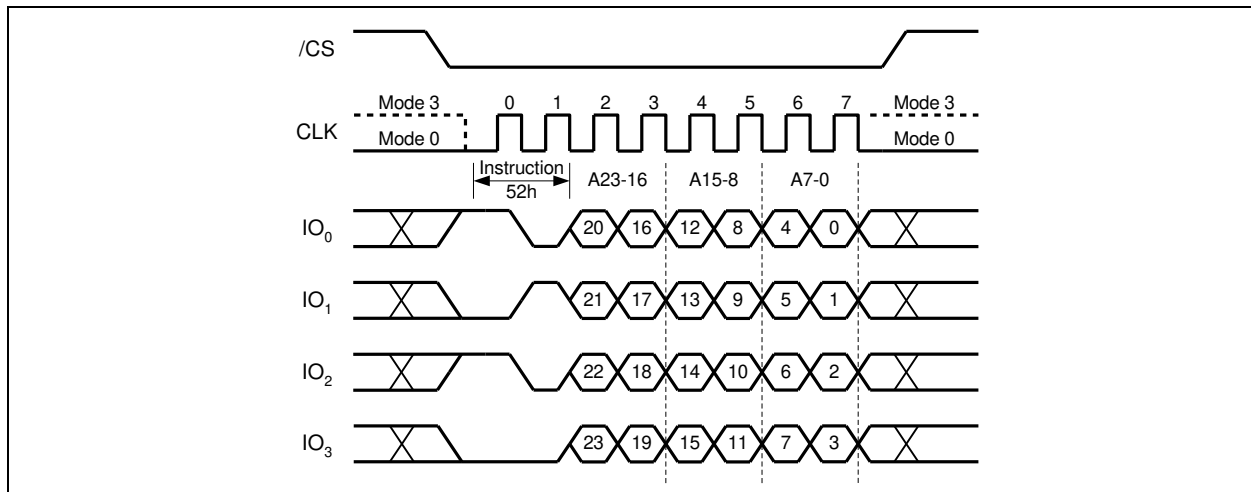 /CS
Mode 3 0 1 2 3 4 5 6 7 Mode 3
CLK
Mode 0 Mode 0
Instruction
52h
A23-16 A15-8 A7-0
IO0 20 16 12 8 4 0
IO1 21 17 13 9 5 1
IO2 22 18 14 10 6 2
IO3 23 19 15 11 7 3